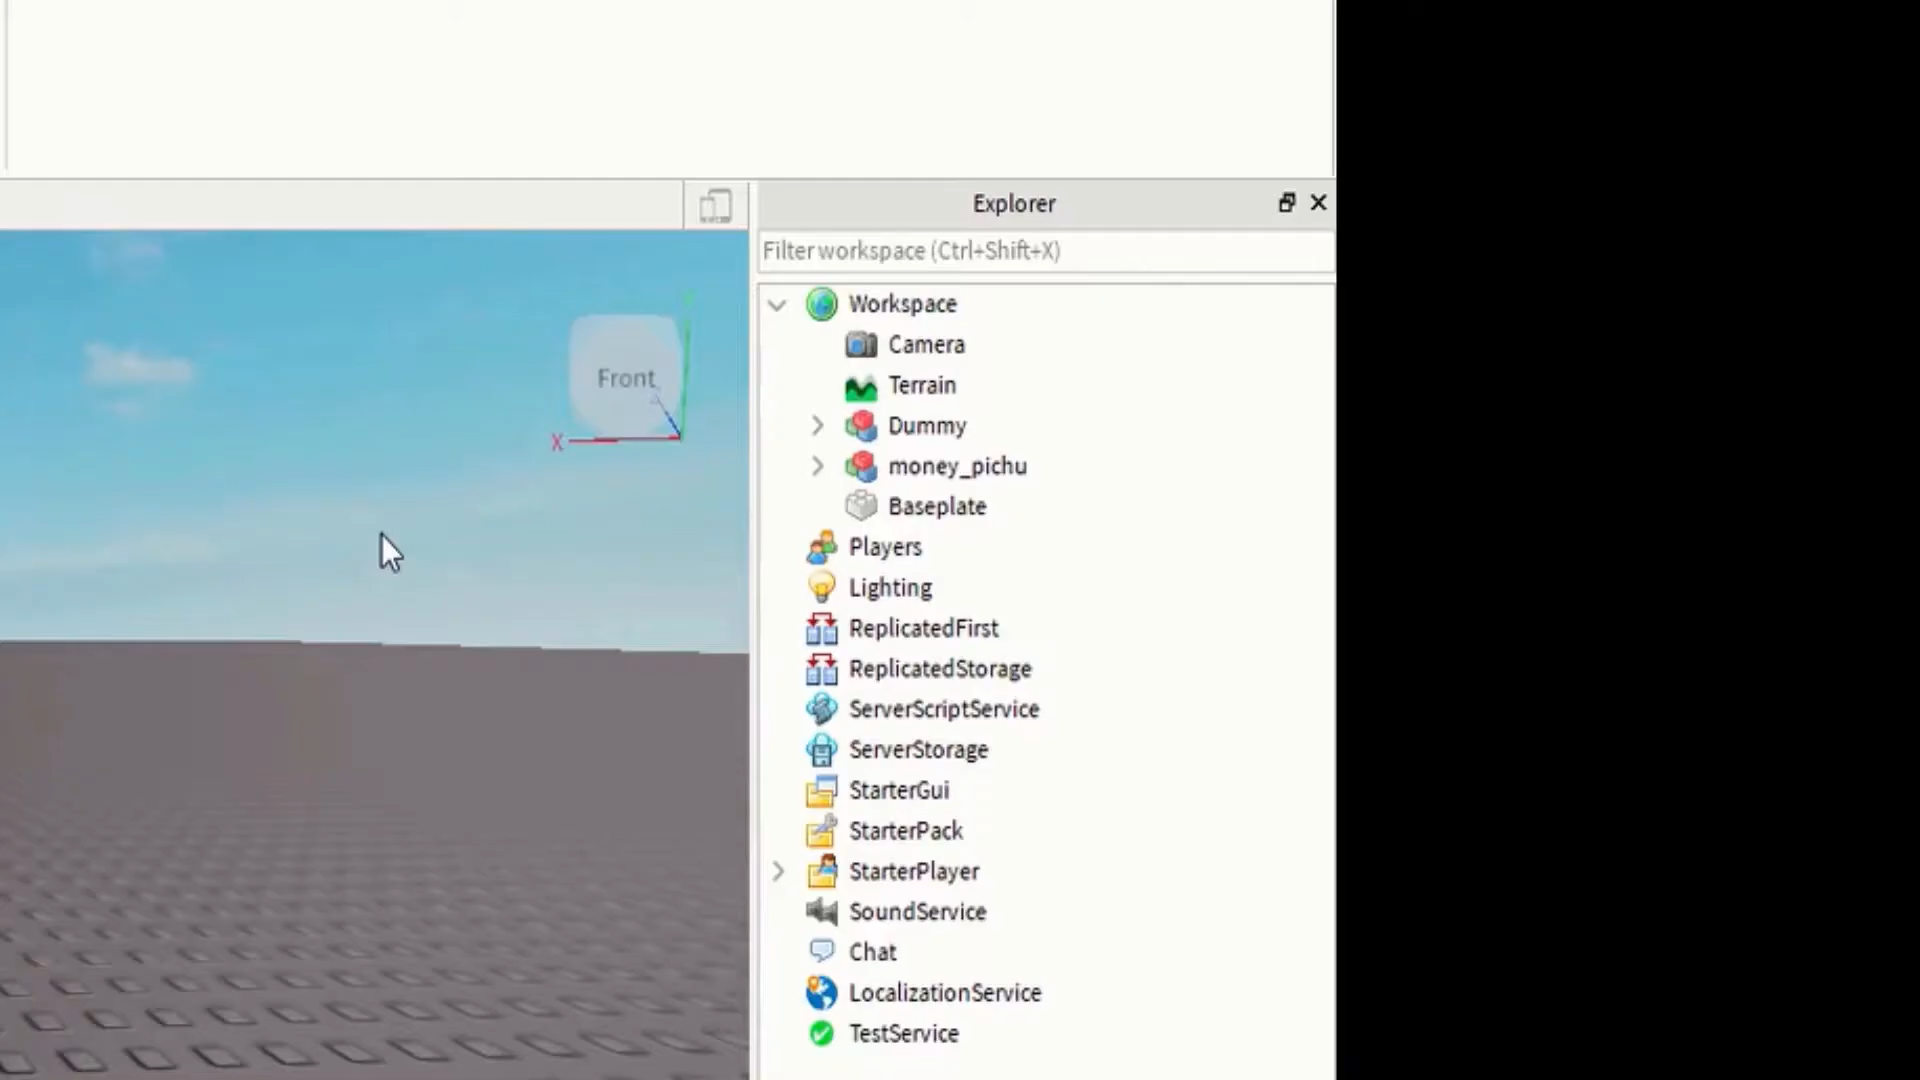 Explorer
Filter workspace (Ctrl+Shift+X)
Workspace
Camera
Terrain
Dummy
money_pichu
Baseplate
Players
Lighting
ReplicatedFirst
ReplicatedStorage
ServerScriptService
ServerStorage
StarterGui
StarterPack
StarterPlayer
SoundService
Chat
LocalizationService
TestService
Front
X